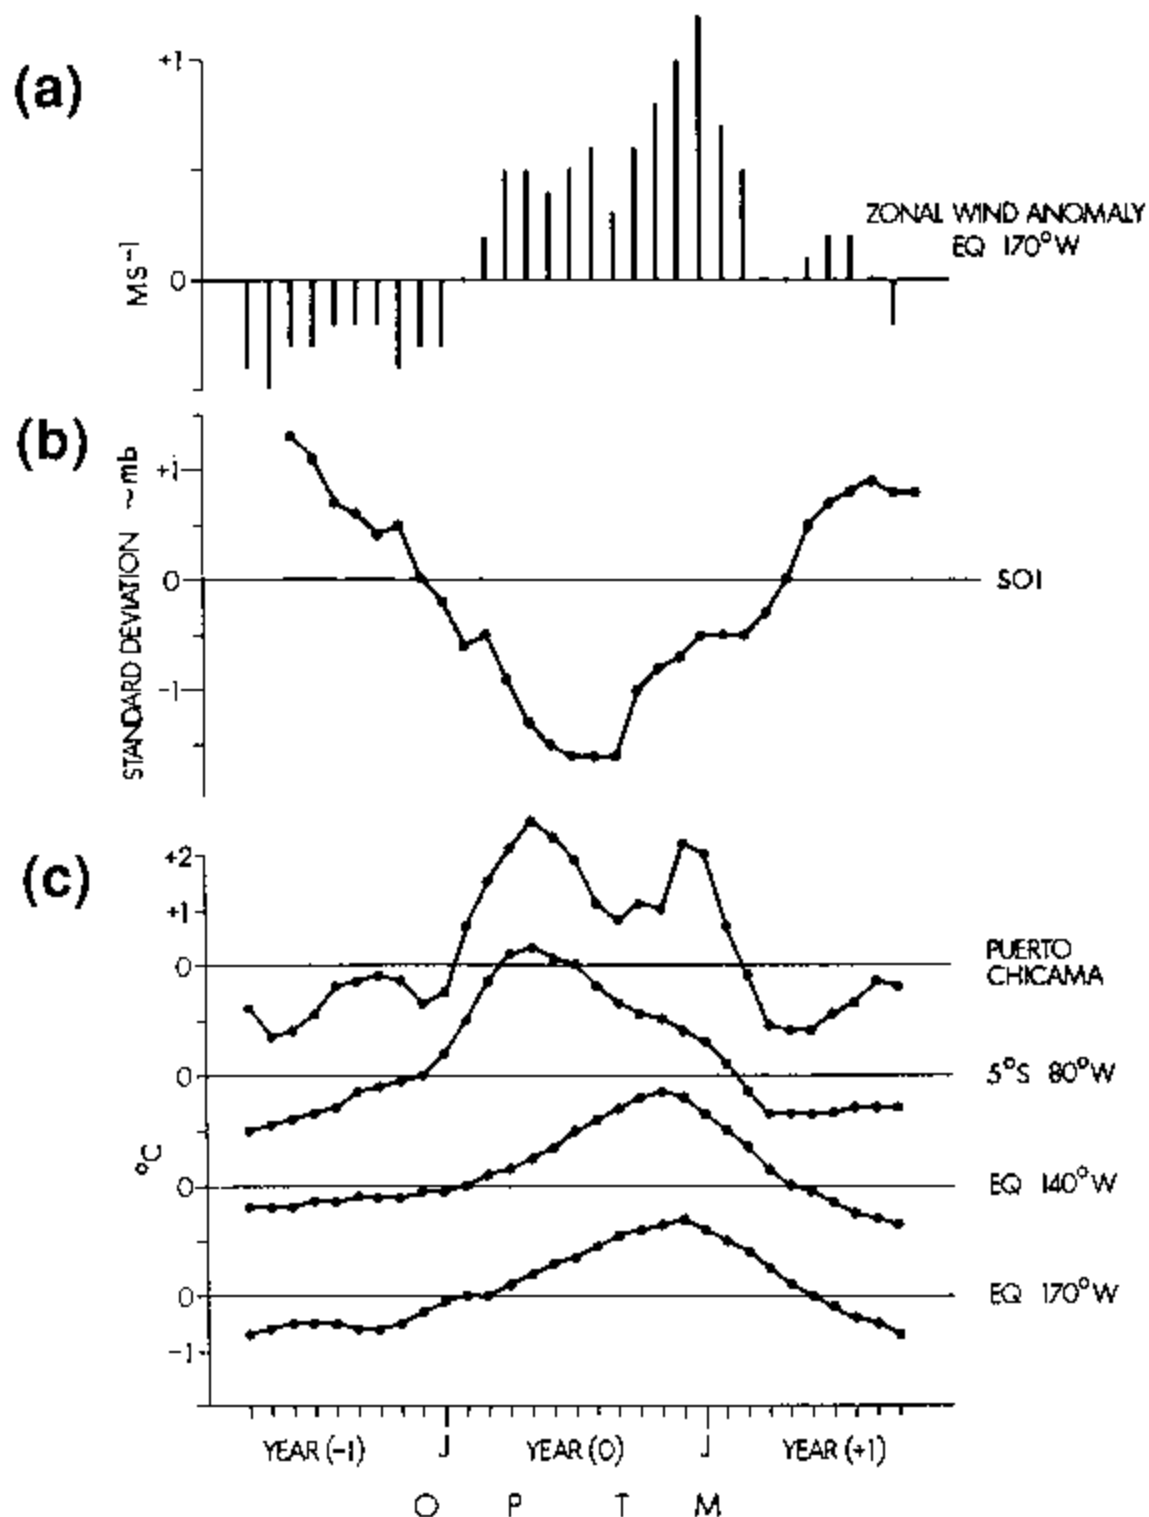 (a)
+1
0
MS⁻¹
ZONAL WIND ANOMALY
EQ 170°W
(b)
+1
0
-1
STANDARD DEVIATION ~mb
SOI
(c)
+2
+1
0
0
0
0
-1
°C
PUERTO
CHICAMA
5°S 80°W
EQ 140°W
EQ 170°W
YEAR (-1) J YEAR (0) J YEAR (+1)
O P T M